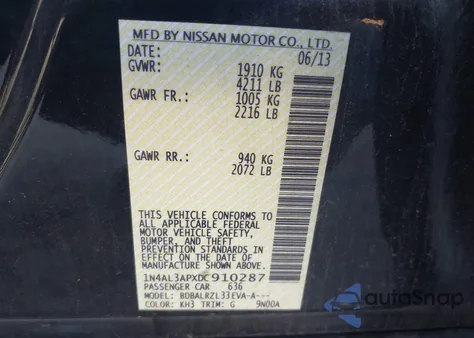 MFD BY NISSAN MOTOR CO., LTD.
DATE: 06/13
GVWR: 1910 KG
4211 LB
GAWR FR.: 1005 KG
2216 LB
GAWR RR.: 940 KG
2072 LB
THIS VEHICLE CONFORMS TO
ALL APPLICABLE FEDERAL
MOTOR VEHICLE SAFETY,
BUMPER, AND THEFT
PREVENTION STANDARDS IN
EFFECT ON THE DATE OF
MANUFACTURE SHOWN ABOVE.
1N4AL3APXDC910287
PASSENGER CAR 636
MODEL: BDBALRZL33EVA-A---
COLOR: KH3 TRIM: G 9N00A
autoSnap